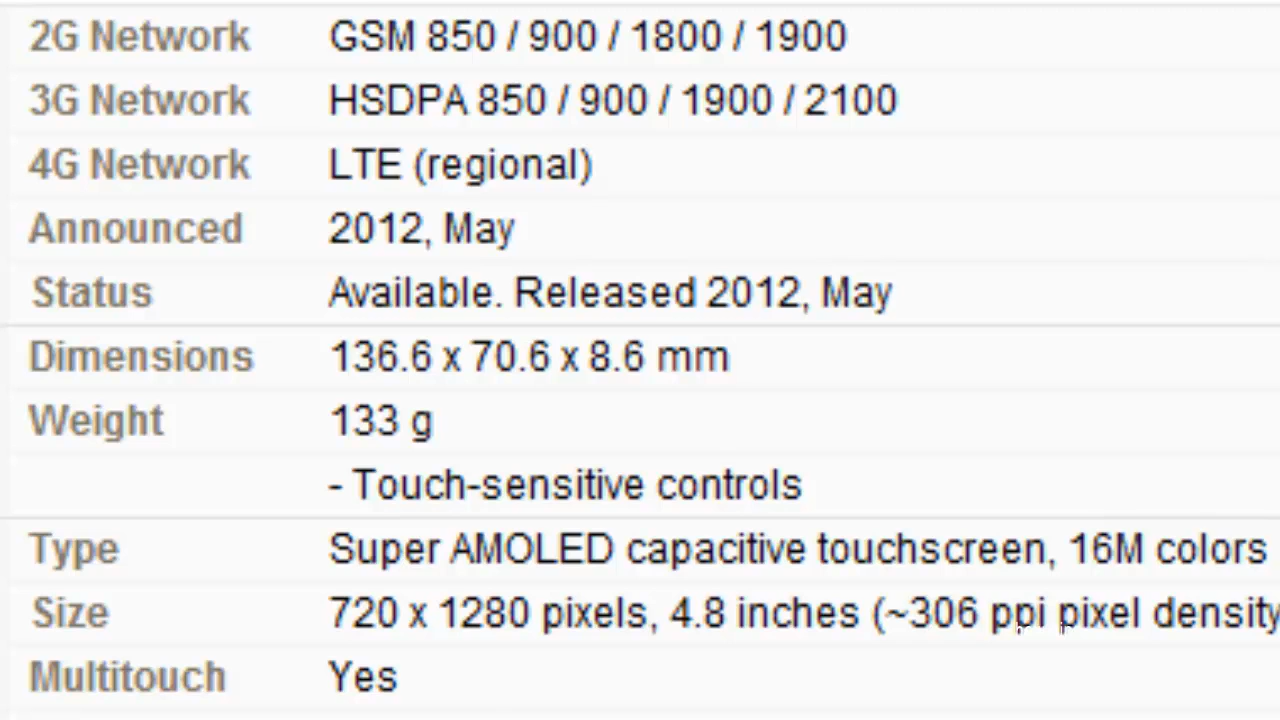 2G Network GSM 850 / 900 / 1800 / 1900
3G Network HSDPA 850 / 900 / 1900 / 2100
4G Network LTE (regional)
Announced 2012, May
Status Available. Released 2012, May
Dimensions 136.6 x 70.6 x 8.6 mm
Weight 133 g
- Touch-sensitive controls
Type Super AMOLED capacitive touchscreen, 16M colors
Size 720 x 1280 pixels, 4.8 inches (~306 ppi pixel density
Multitouch Yes